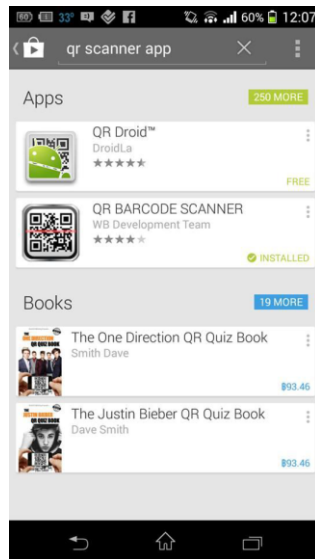 33° 60% 12:07
qr scanner app
Apps 250 MORE
QR Droid™
DroidLa
FREE
QR BARCODE SCANNER
WB Development Team
INSTALLED
Books 19 MORE
The One Direction QR Quiz Book
Smith Dave
฿93.46
The Justin Bieber QR Quiz Book
Dave Smith
฿93.46